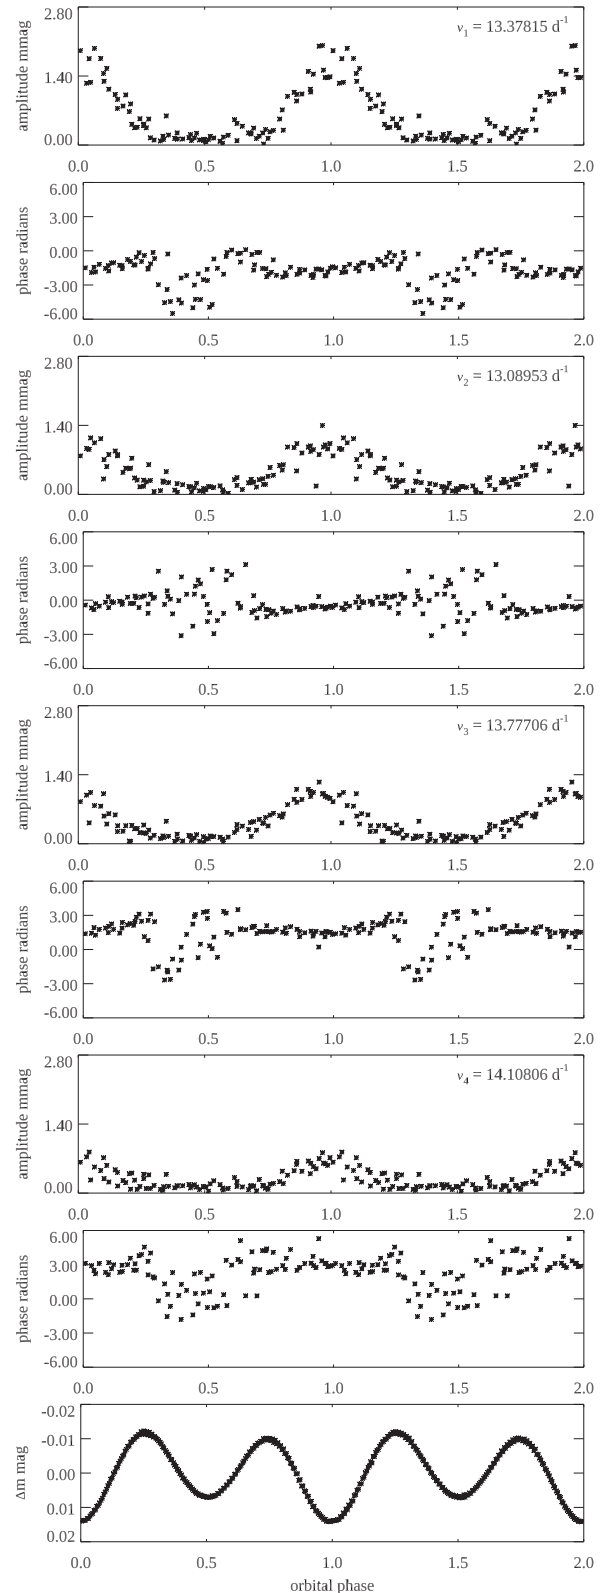 2.80
ν1 = 13.37815 d-1
amplitude mmag
1.40
0.00
0.0 0.5 1.0 1.5 2.0
6.00
3.00
phase radians
0.00
-3.00
-6.00
0.0 0.5 1.0 1.5 2.0
2.80
ν2 = 13.08953 d-1
amplitude mmag
1.40
0.00
0.0 0.5 1.0 1.5 2.0
6.00
3.00
phase radians
0.00
-3.00
-6.00
0.0 0.5 1.0 1.5 2.0
2.80
ν3 = 13.77706 d-1
amplitude mmag
1.40
0.00
0.0 0.5 1.0 1.5 2.0
6.00
3.00
phase radians
0.00
-3.00
-6.00
0.0 0.5 1.0 1.5 2.0
2.80
ν4 = 14.10806 d-1
amplitude mmag
1.40
0.00
0.0 0.5 1.0 1.5 2.0
6.00
3.00
phase radians
0.00
-3.00
-6.00
0.0 0.5 1.0 1.5 2.0
-0.02
-0.01
Δm mag
0.00
0.01
0.02
0.0 0.5 1.0 1.5 2.0
orbital phase